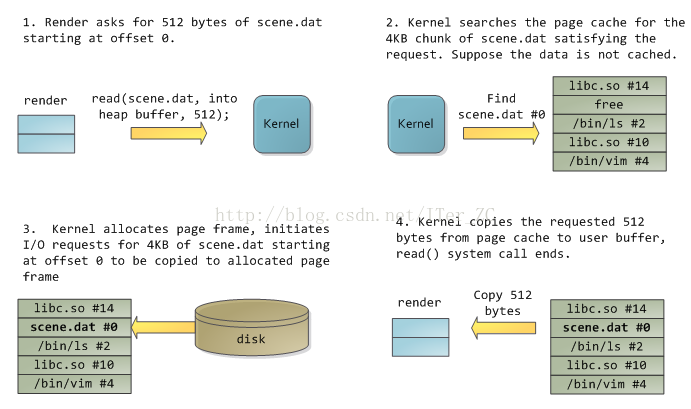 1. Render asks for 512 bytes of scene.dat
starting at offset 0.
render
read(scene.dat, into
heap buffer, 512);
Kernel
2. Kernel searches the page cache for the
4KB chunk of scene.dat satisfying the
request. Suppose the data is not cached.
Kernel
Find
scene.dat #0
libc.so #14
free
/bin/ls #2
libc.so #10
/bin/vim #4
http://blog.csdn.net/ITer_ZC
3. Kernel allocates page frame, initiates
I/O requests for 4KB of scene.dat starting
at offset 0 to be copied to allocated page
frame
libc.so #14
scene.dat #0
/bin/ls #2
libc.so #10
/bin/vim #4
disk
4. Kernel copies the requested 512
bytes from page cache to user buffer,
read() system call ends.
render
Copy 512
bytes
libc.so #14
scene.dat #0
/bin/ls #2
libc.so #10
/bin/vim #4